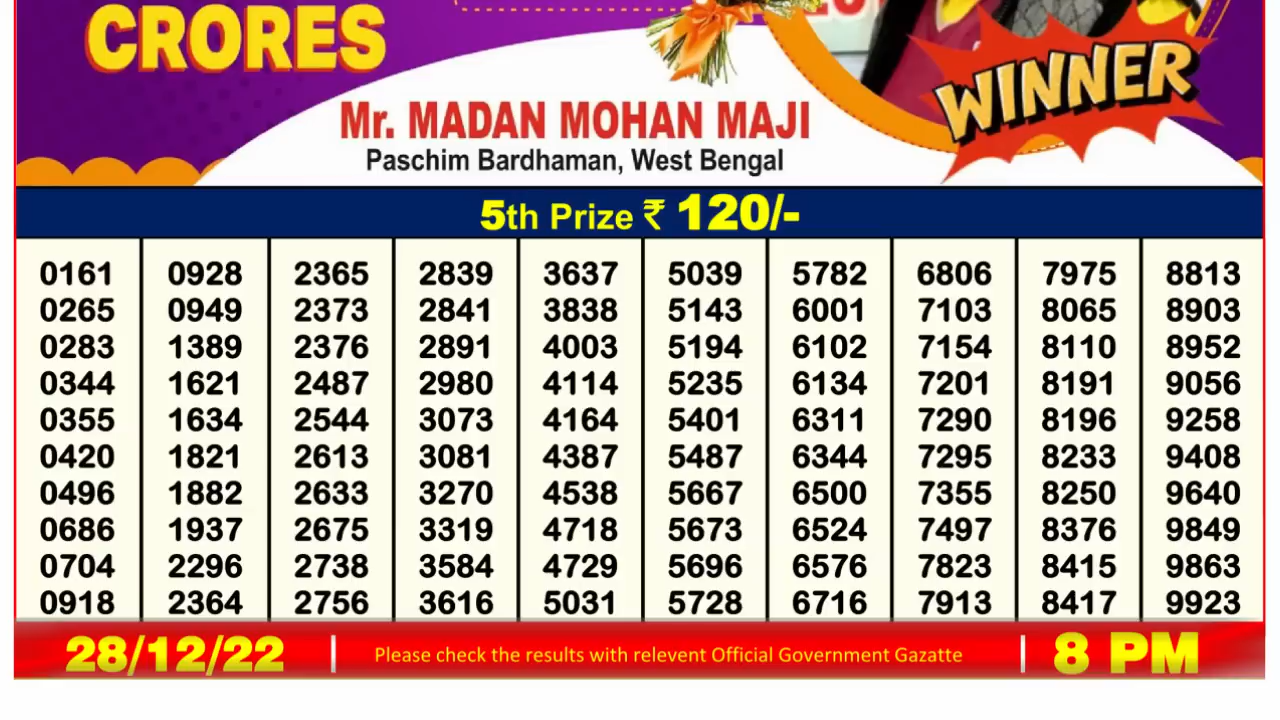 CRORES
WINNER
Mr. MADAN MOHAN MAJI
Paschim Bardhaman, West Bengal
5th Prize ₹ 120/-
0161 0928 2365 2839 3637 5039 5782 6806 7975 8813
0265 0949 2373 2841 3838 5143 6001 7103 8065 8903
0283 1389 2376 2891 4003 5194 6102 7154 8110 8952
0344 1621 2487 2980 4114 5235 6134 7201 8191 9056
0355 1634 2544 3073 4164 5401 6311 7290 8196 9258
0420 1821 2613 3081 4387 5487 6344 7295 8233 9408
0496 1882 2633 3270 4538 5667 6500 7355 8250 9640
0686 1937 2675 3319 4718 5673 6524 7497 8376 9849
0704 2296 2738 3584 4729 5696 6576 7823 8415 9863
0918 2364 2756 3616 5031 5728 6716 7913 8417 9923
28/12/22 Please check the results with relevent Official Government Gazatte 8 PM